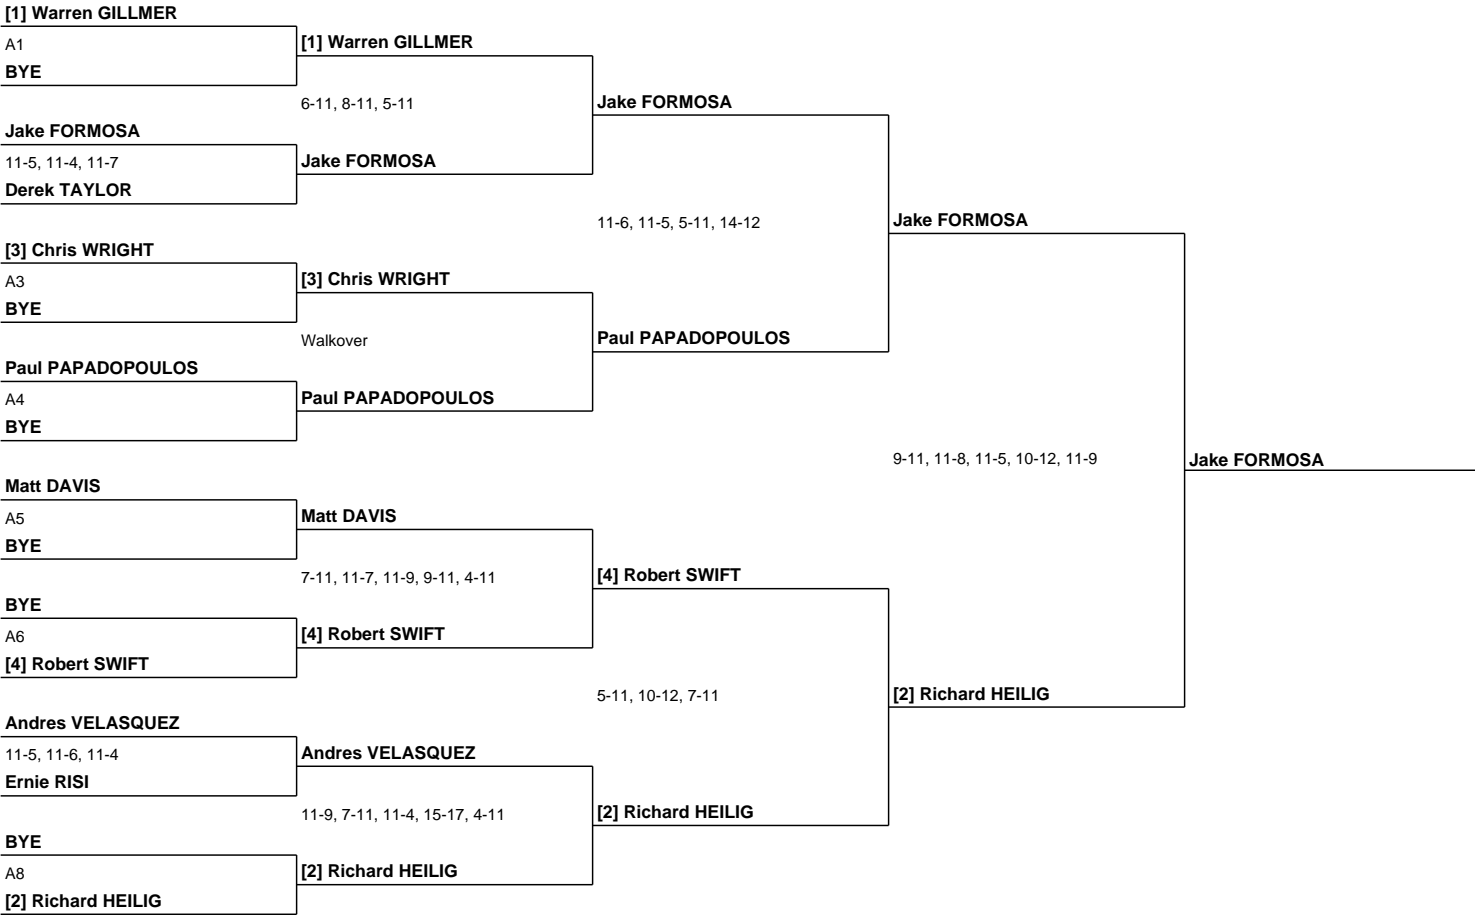 [1] Warren GILLMER
A1
BYE
Jake FORMOSA
11-5, 11-4, 11-7
Derek TAYLOR
[3] Chris WRIGHT
A3
BYE
Paul PAPADOPOULOS
A4
BYE
Matt DAVIS
A5
BYE
BYE
A6
[4] Robert SWIFT
Andres VELASQUEZ
11-5, 11-6, 11-4
Ernie RISI
BYE
A8
[2] Richard HEILIG
[1] Warren GILLMER
6-11, 8-11, 5-11
Jake FORMOSA
[3] Chris WRIGHT
Walkover
Paul PAPADOPOULOS
Matt DAVIS
7-11, 11-7, 11-9, 9-11, 4-11
[4] Robert SWIFT
Andres VELASQUEZ
11-9, 7-11, 11-4, 15-17, 4-11
[2] Richard HEILIG
Jake FORMOSA
11-6, 11-5, 5-11, 14-12
Paul PAPADOPOULOS
[4] Robert SWIFT
5-11, 10-12, 7-11
[2] Richard HEILIG
Jake FORMOSA
9-11, 11-8, 11-5, 10-12, 11-9
[2] Richard HEILIG
Jake FORMOSA